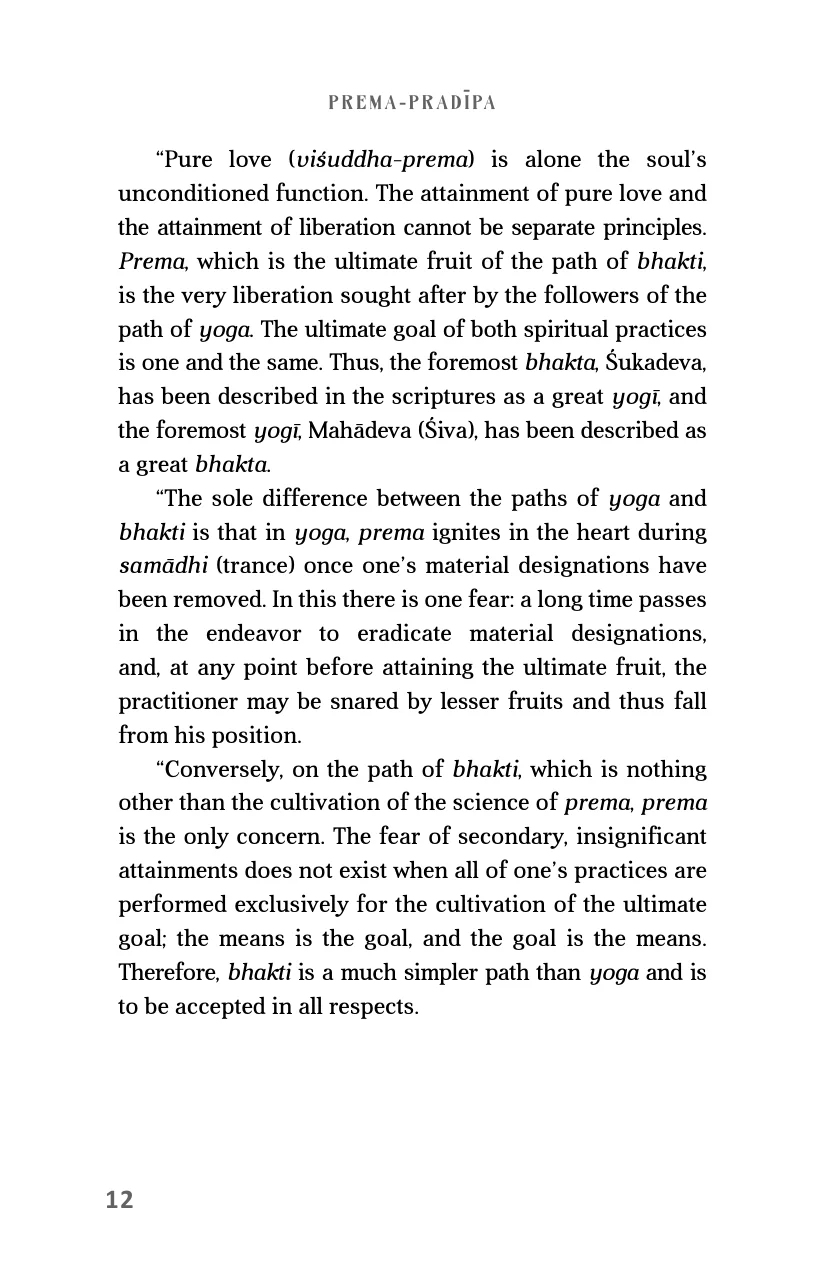 PREMA-PRADĪPA
“Pure love (viśuddha-prema) is alone the soul’s
unconditioned function. The attainment of pure love and
the attainment of liberation cannot be separate principles.
Prema, which is the ultimate fruit of the path of bhakti,
is the very liberation sought after by the followers of the
path of yoga. The ultimate goal of both spiritual practices
is one and the same. Thus, the foremost bhakta, Śukadeva,
has been described in the scriptures as a great yogī, and
the foremost yogī, Mahādeva (Śiva), has been described as
a great bhakta.
“The sole difference between the paths of yoga and
bhakti is that in yoga, prema ignites in the heart during
samādhi (trance) once one’s material designations have
been removed. In this there is one fear: a long time passes
in the endeavor to eradicate material designations,
and, at any point before attaining the ultimate fruit, the
practitioner may be snared by lesser fruits and thus fall
from his position.
“Conversely, on the path of bhakti, which is nothing
other than the cultivation of the science of prema, prema
is the only concern. The fear of secondary, insignificant
attainments does not exist when all of one’s practices are
performed exclusively for the cultivation of the ultimate
goal; the means is the goal, and the goal is the means.
Therefore, bhakti is a much simpler path than yoga and is
to be accepted in all respects.
12